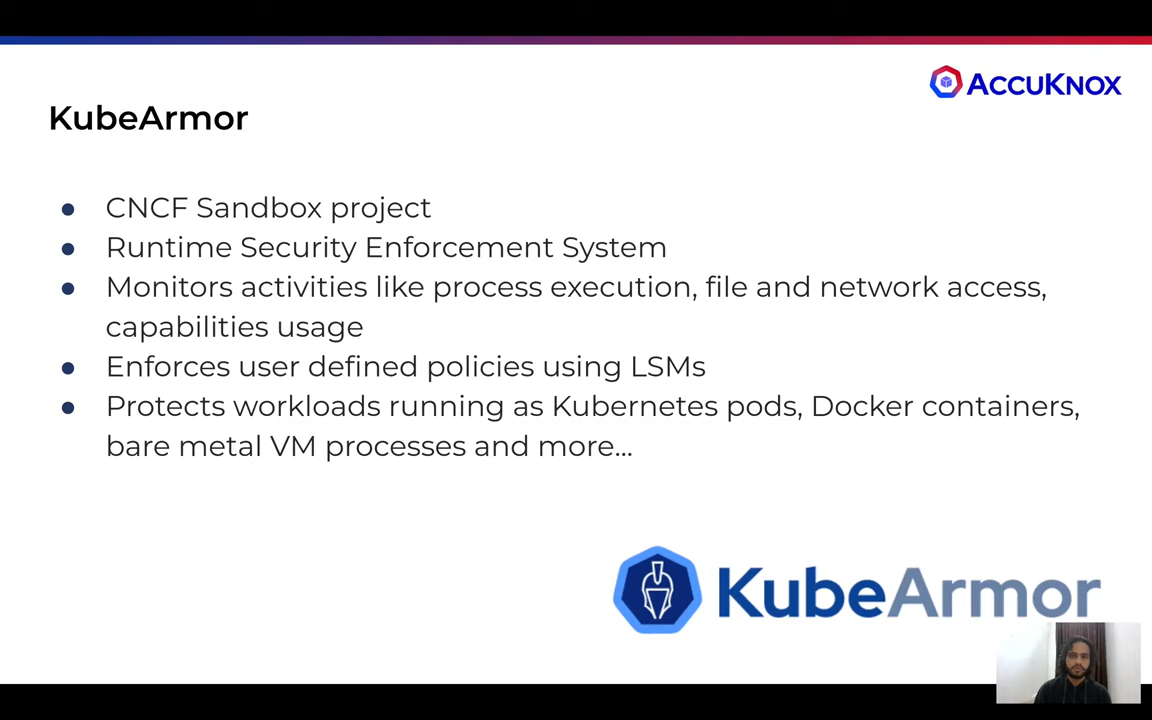 AccuKnox
KubeArmor
● CNCF Sandbox project
● Runtime Security Enforcement System
● Monitors activities like process execution, file and network access,
capabilities usage
● Enforces user defined policies using LSMs
● Protects workloads running as Kubernetes pods, Docker containers,
bare metal VM processes and more...
KubeArmor